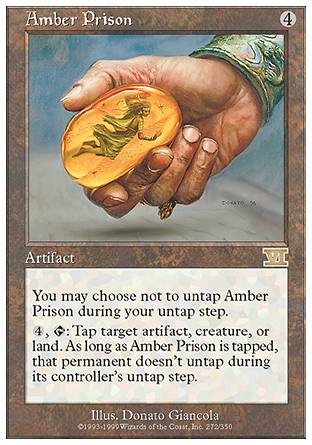 Amber Prison 4
DONATO 96
Artifact VI
You may choose not to untap Amber
Prison during your untap step.
4, : Tap target artifact, creature, or
land. As long as Amber Prison is tapped,
that permanent doesn't untap during
its controller's untap step.
Illus. Donato Giancola
©1993-1999 Wizards of the Coast, Inc. 272/350